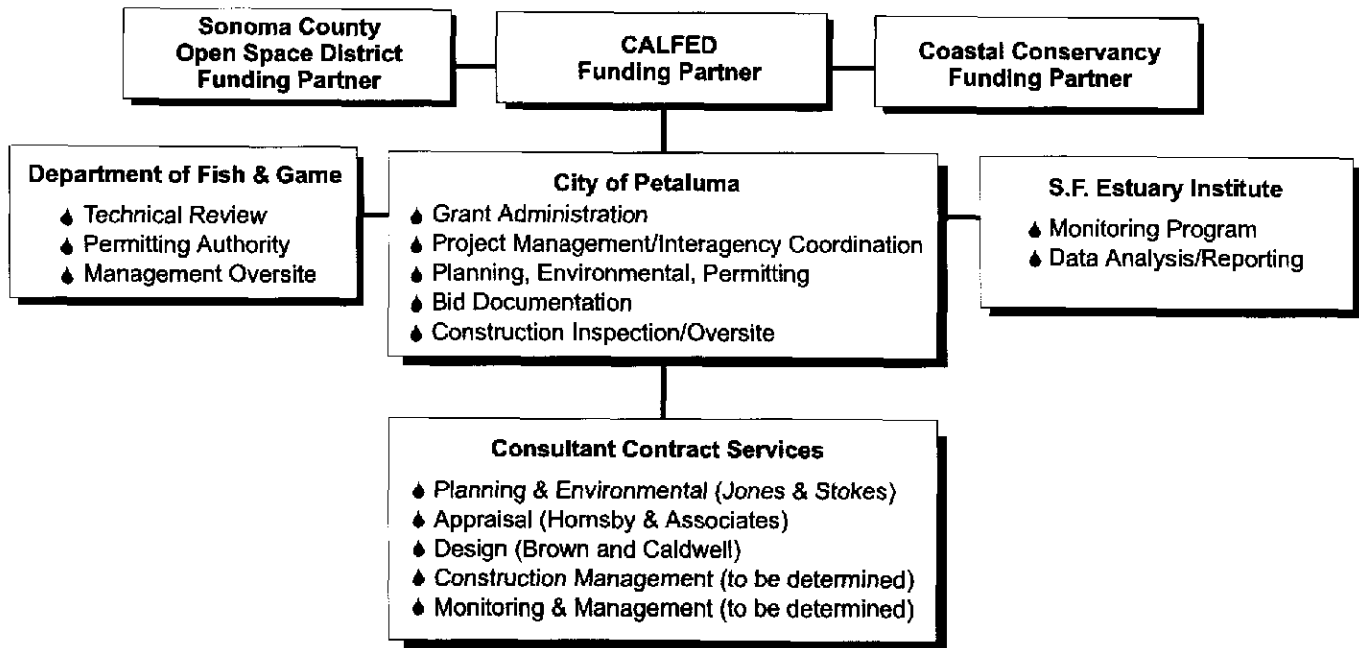 Sonoma County
Open Space District
Funding Partner
CALFED
Funding Partner
Coastal Conservancy
Funding Partner
Department of Fish & Game
Technical Review
Permitting Authority
Management Oversite
City of Petaluma
Grant Administration
Project Management/Interagency Coordination
Planning, Environmental, Permitting
Bid Documentation
Construction Inspection/Oversite
S.F. Estuary Institute
Monitoring Program
Data Analysis/Reporting
Consultant Contract Services
Planning & Environmental (Jones & Stokes)
Appraisal (Hornsby & Associates)
Design (Brown and Caldwell)
Construction Management (to be determined)
Monitoring & Management (to be determined)